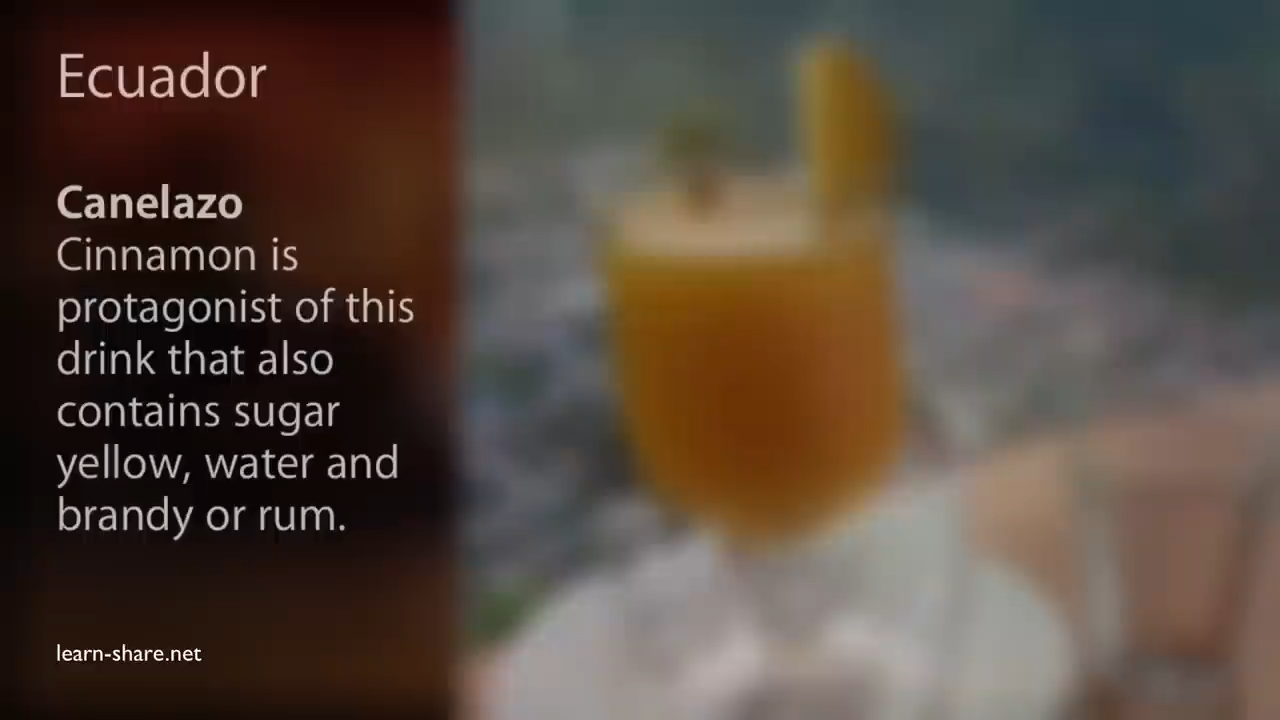 Ecuador
Canelazo
Cinnamon is
protagonist of this
drink that also
contains sugar
yellow, water and
brandy or rum.
learn-share.net